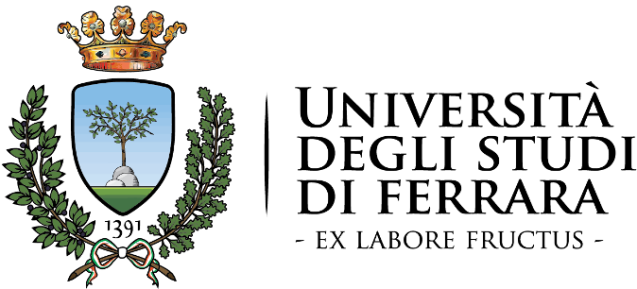 1391
UNIVERSITÀ
DEGLI STUDI
DI FERRARA
- EX LABORE FRUCTUS -